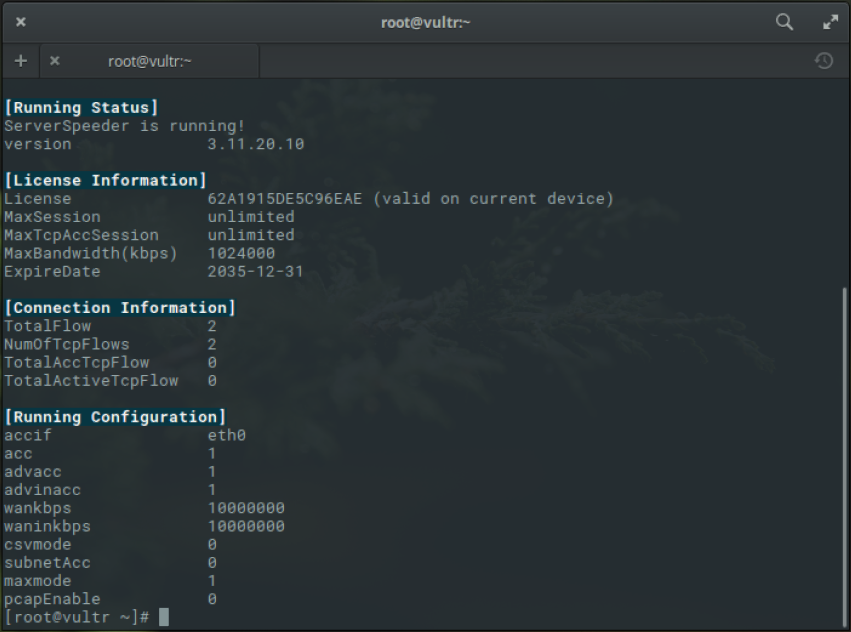 root@vultr:~
root@vultr:~
[Running Status]
ServerSpeeder is running!
version 3.11.20.10
[License Information]
License 62A1915DE5C96EAE (valid on current device)
MaxSession unlimited
MaxTcpAccSession unlimited
MaxBandwidth(kbps) 1024000
ExpireDate 2035-12-31
[Connection Information]
TotalFlow 2
NumOfTcpFlows 2
TotalAccTcpFlow 0
TotalActiveTcpFlow 0
[Running Configuration]
accif eth0
acc 1
advacc 1
advinacc 1
wankbps 10000000
waninkbps 10000000
csvmode 0
subnetAcc 0
maxmode 1
pcapEnable 0
[root@vultr ~]#